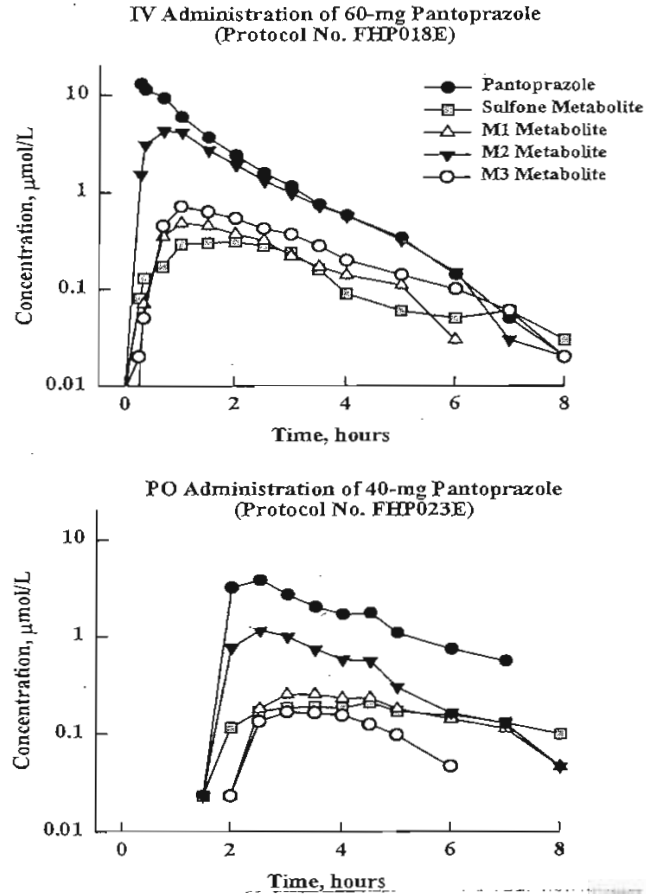 IV Administration of 60-mg Pantoprazole
(Protocol No. FHP018E)
Pantoprazole
Sulfone Metabolite
M1 Metabolite
M2 Metabolite
M3 Metabolite
Concentration, μmol/L
10
1
0.1
0.01
0 2 4 6 8
Time, hours
PO Administration of 40-mg Pantoprazole
(Protocol No. FHP023E)
Concentration, μmol/L
10
1
0.1
0.01
0 2 4 6 8
Time, hours